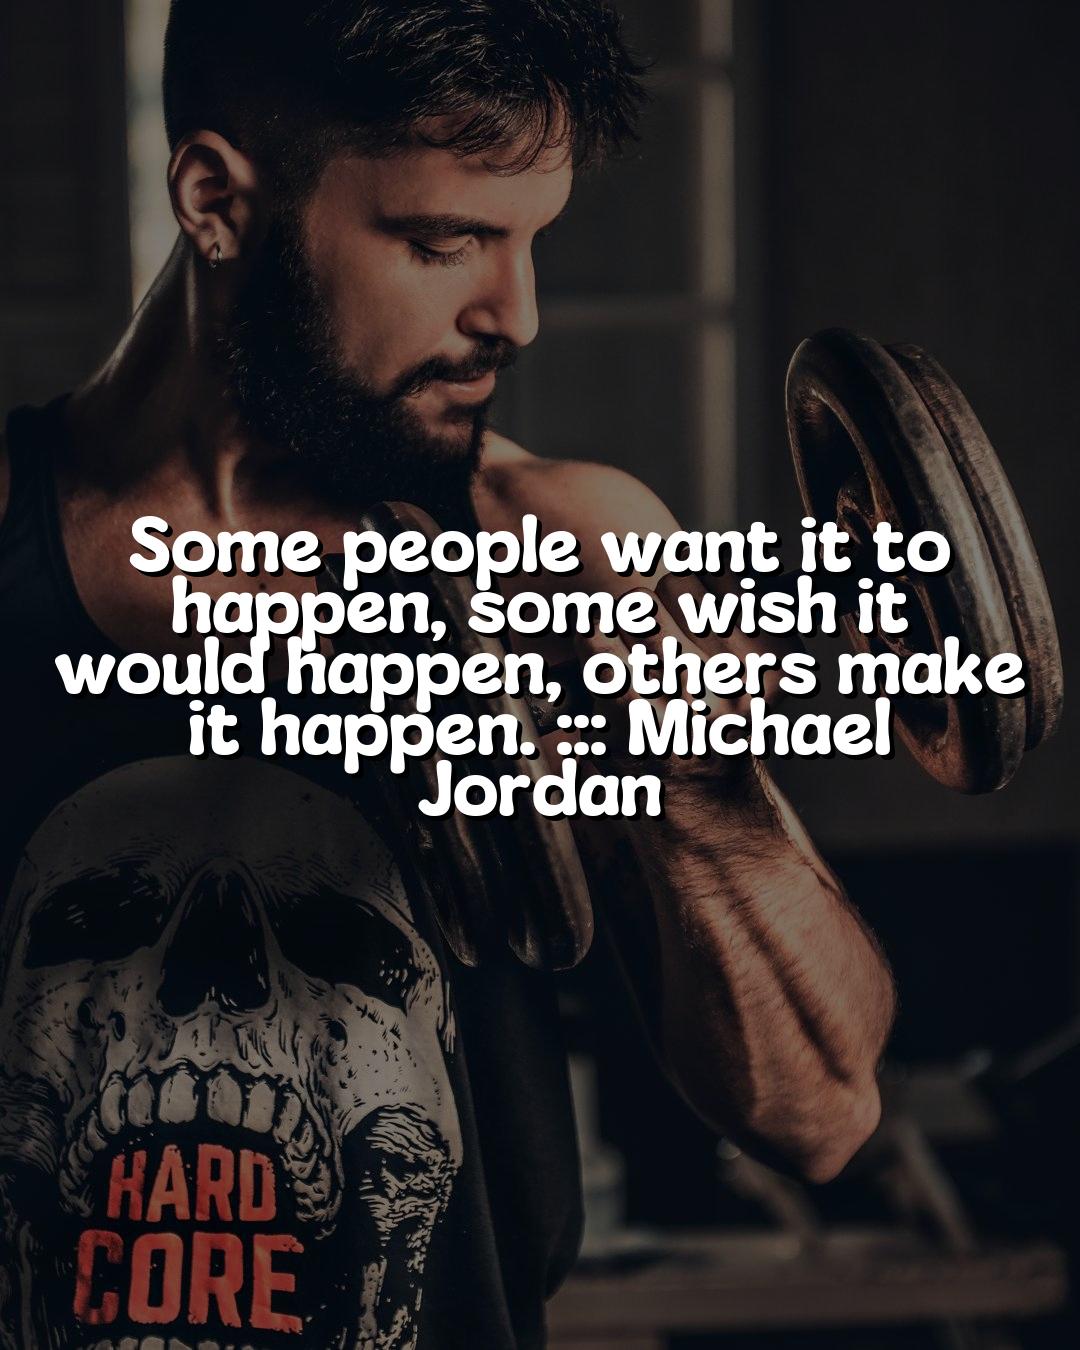 Some people want it to
happen, some wish it
would happen, others make
it happen. ::: Michael
Jordan
HARD
CORE